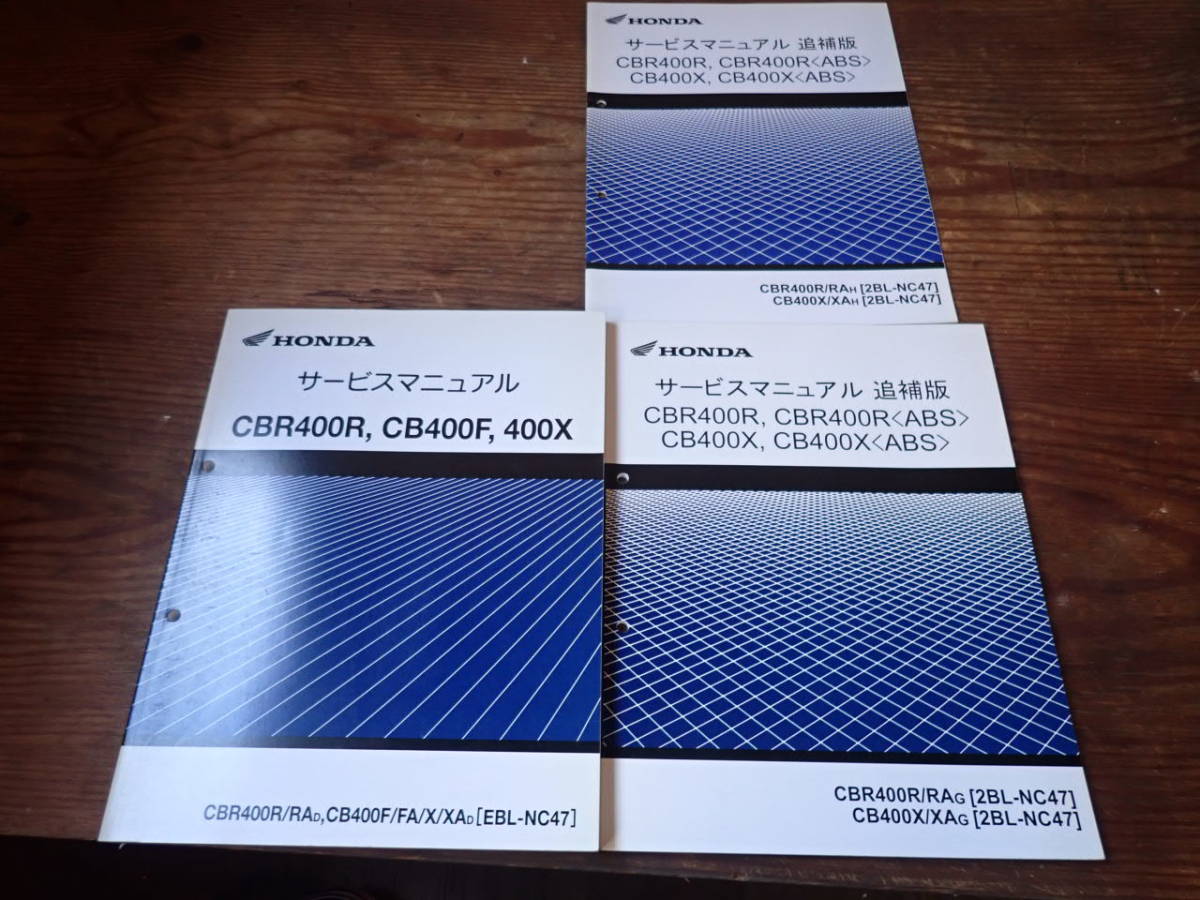 HONDA
サービスマニュアル 追補版
CBR400R, CBR400R<ABS>
CB400X, CB400X<ABS>
CBR400R/RAH [2BL-NC47]
CB400X/XAH [2BL-NC47]
HONDA
サービスマニュアル
CBR400R, CB400F, 400X
CBR400R/RAD, CB400F/FA/X/XAD [EBL-NC47]
HONDA
サービスマニュアル 追補版
CBR400R, CBR400R<ABS>
CB400X, CB400X<ABS>
CBR400R/RAG [2BL-NC47]
CB400X/XAG [2BL-NC47]